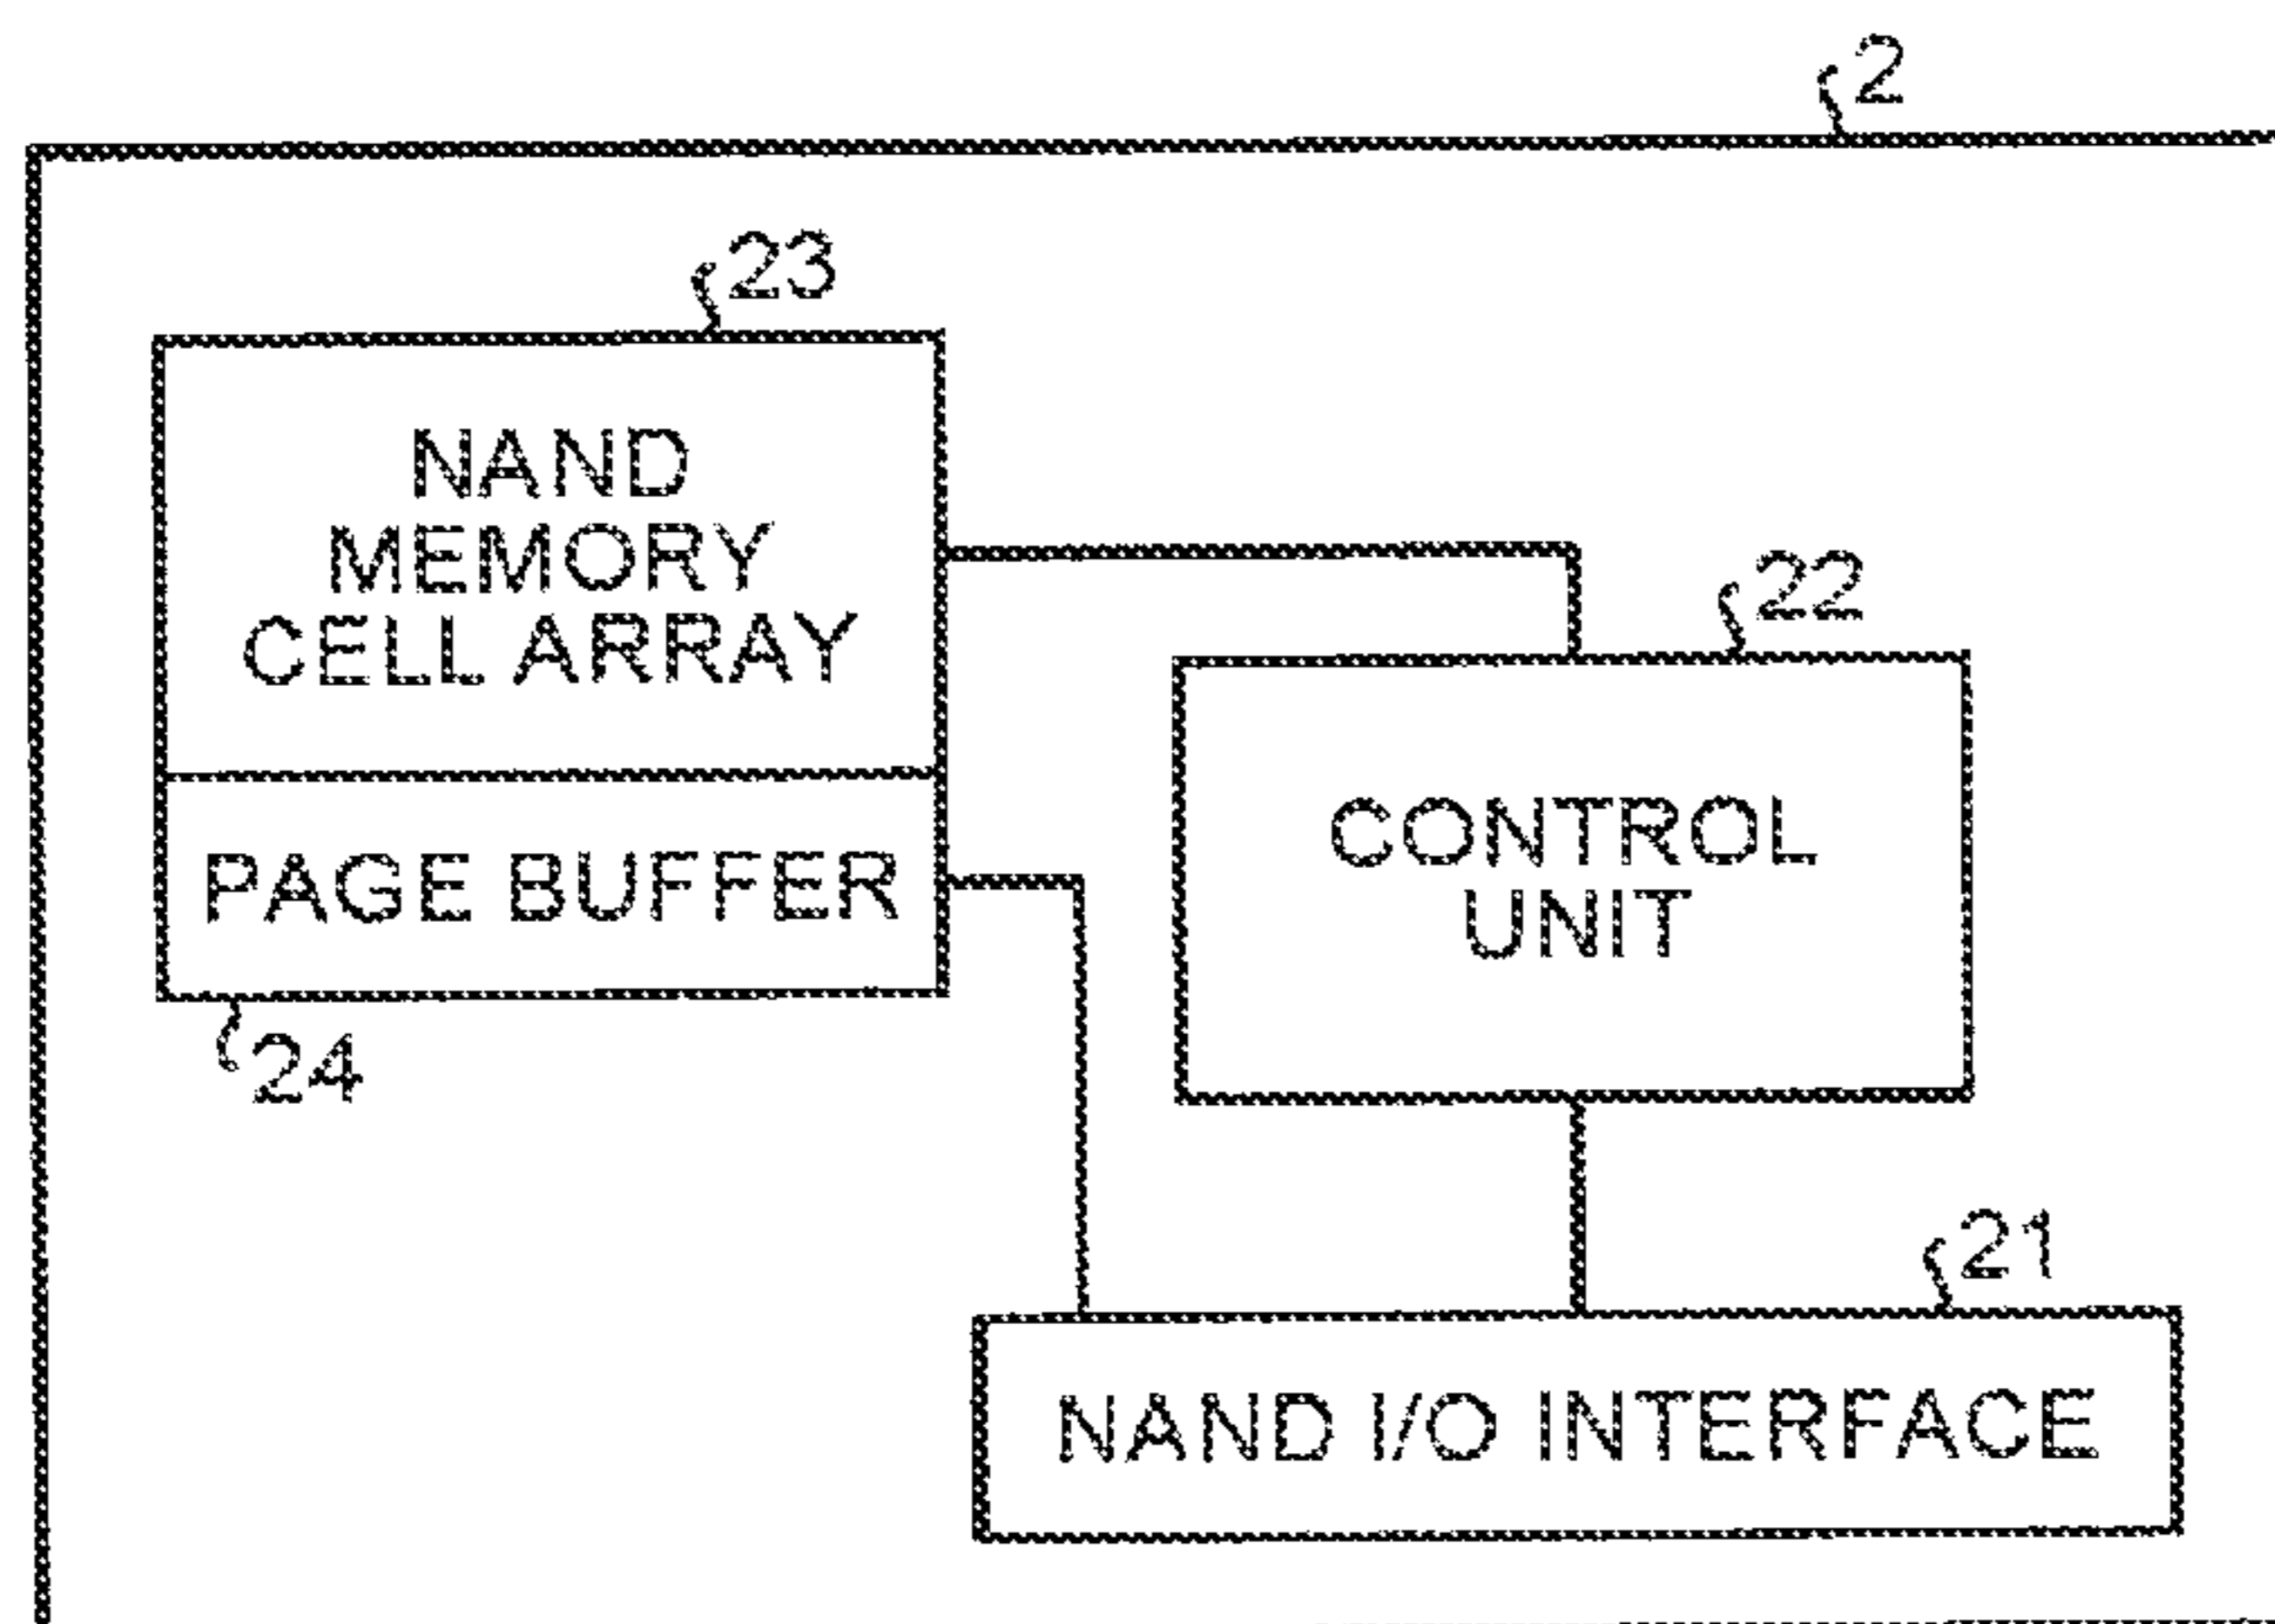 2
23
NAND
MEMORY
CELL ARRAY
22
CONTROL
UNIT
PAGE BUFFER
24
21
NAND I/O INTERFACE